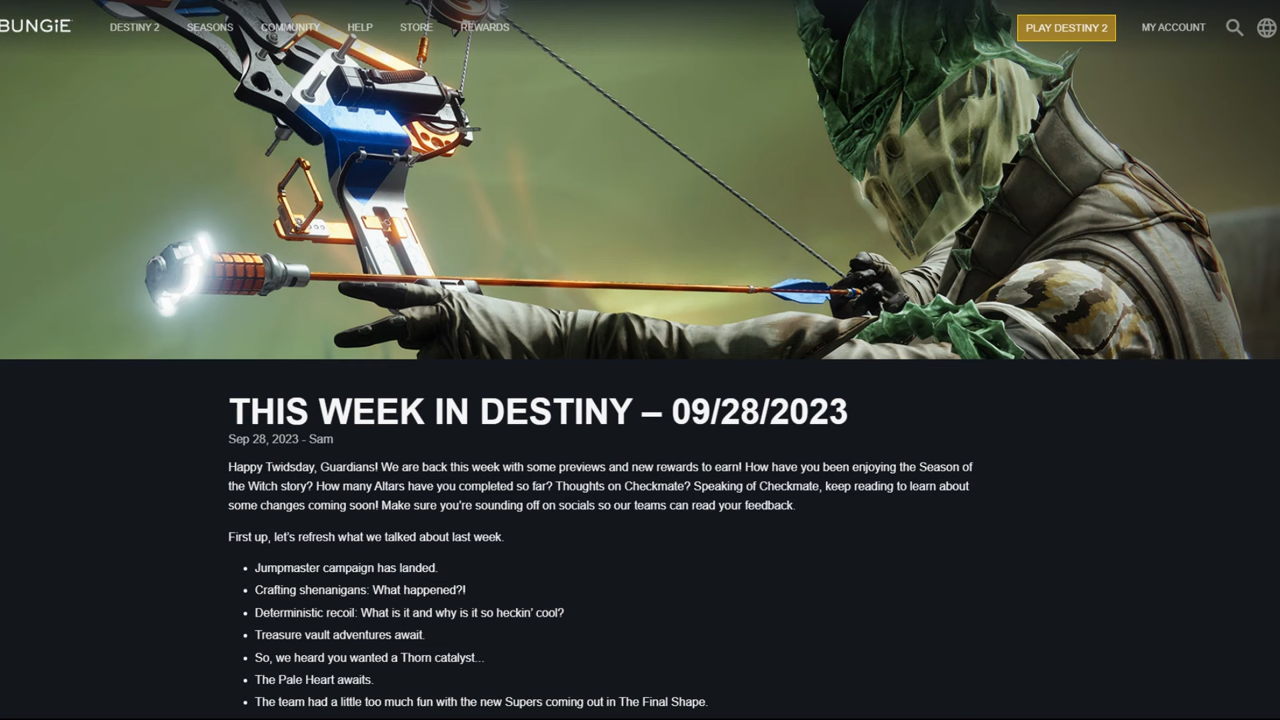 BUNGiE DESTINY 2 SEASONS COMMUNITY HELP STORE REWARDS PLAY DESTINY 2 MY ACCOUNT
THIS WEEK IN DESTINY – 09/28/2023
Sep 28, 2023 - Sam
Happy Twidsday, Guardians! We are back this week with some previews and new rewards to earn! How have you been enjoying the Season of
the Witch story? How many Altars have you completed so far? Thoughts on Checkmate? Speaking of Checkmate, keep reading to learn about
some changes coming soon! Make sure you're sounding off on socials so our teams can read your feedback.
First up, let's refresh what we talked about last week.
• Jumpmaster campaign has landed.
• Crafting shenanigans: What happened?!
• Deterministic recoil: What is it and why is it so heckin' cool?
• Treasure vault adventures await.
• So, we heard you wanted a Thorn catalyst...
• The Pale Heart awaits.
• The team had a little too much fun with the new Supers coming out in The Final Shape.